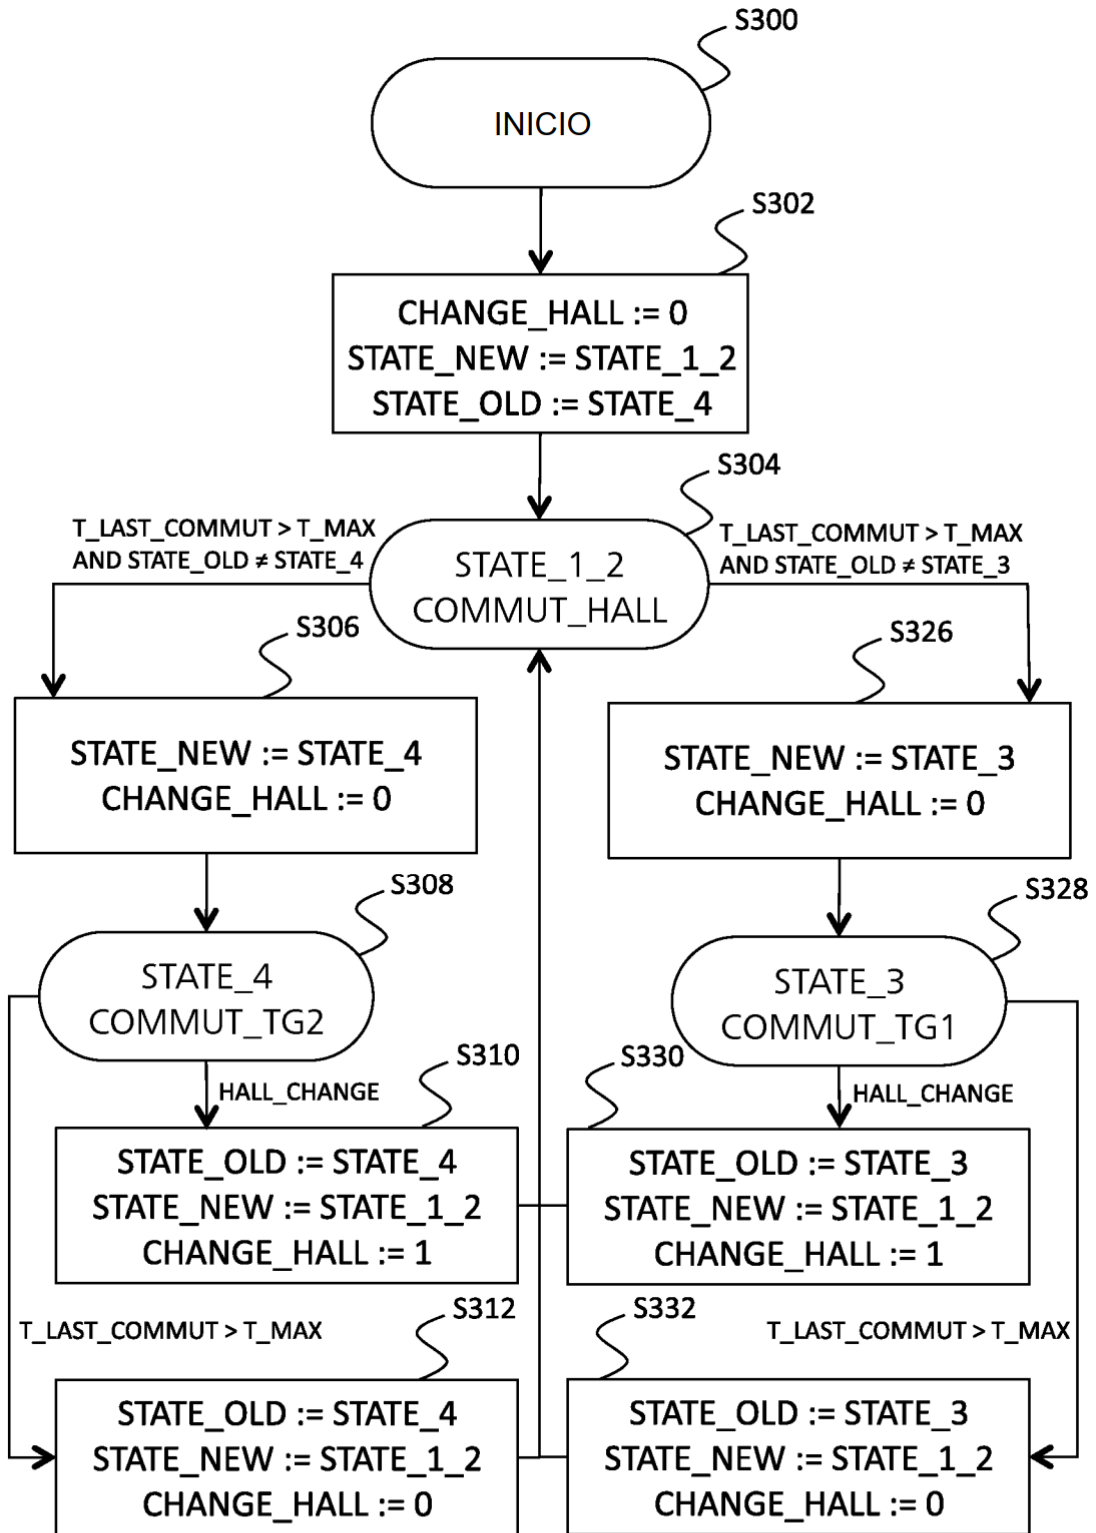 S300
INICIO
S302
CHANGE_HALL := 0
STATE_NEW := STATE_1_2
STATE_OLD := STATE_4
S304
T_LAST_COMMUT > T_MAX
AND STATE_OLD ≠ STATE_4
STATE_1_2
COMMUT_HALL
T_LAST_COMMUT > T_MAX
AND STATE_OLD ≠ STATE_3
S306
STATE_NEW := STATE_4
CHANGE_HALL := 0
S326
STATE_NEW := STATE_3
CHANGE_HALL := 0
S308
STATE_4
COMMUT_TG2
S328
STATE_3
COMMUT_TG1
HALL_CHANGE
S310
STATE_OLD := STATE_4
STATE_NEW := STATE_1_2
CHANGE_HALL := 1
S330
HALL_CHANGE
STATE_OLD := STATE_3
STATE_NEW := STATE_1_2
CHANGE_HALL := 1
T_LAST_COMMUT > T_MAX
S312
STATE_OLD := STATE_4
STATE_NEW := STATE_1_2
CHANGE_HALL := 0
S332
T_LAST_COMMUT > T_MAX
STATE_OLD := STATE_3
STATE_NEW := STATE_1_2
CHANGE_HALL := 0